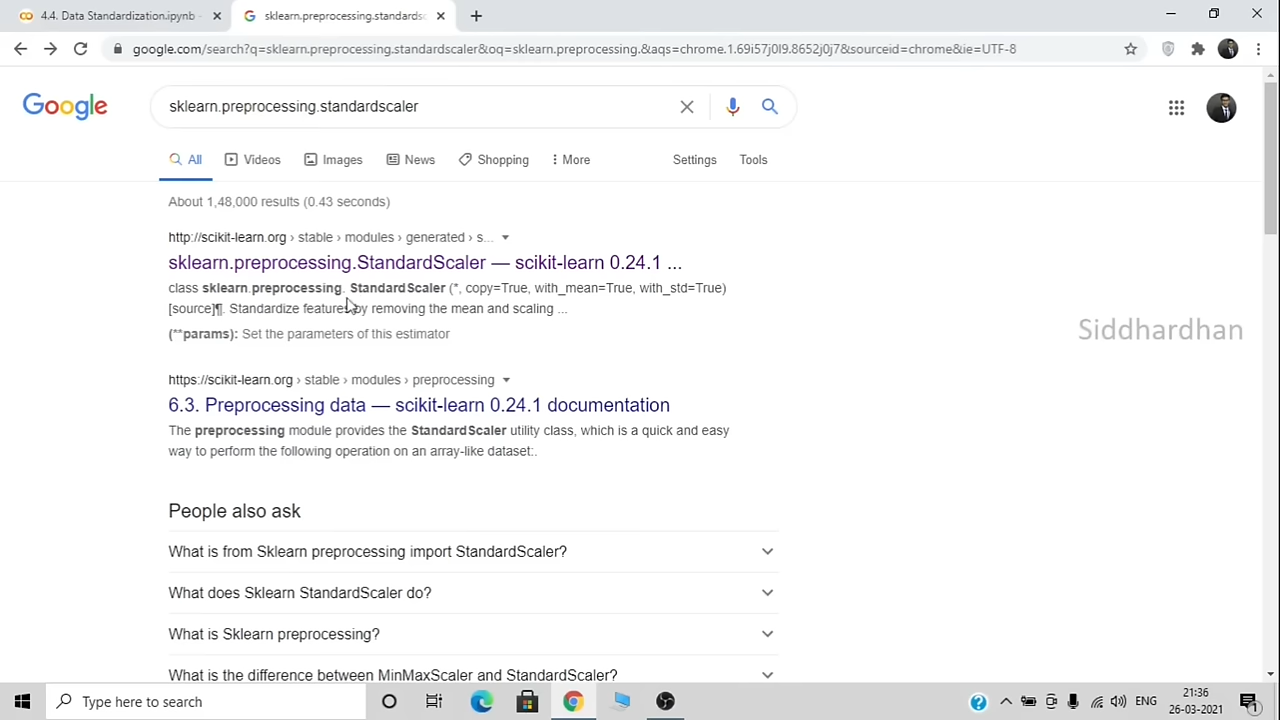 4.4. Data Standardization.ipynb -
sklearn.preprocessing.standardsc
google.com/search?q=sklearn.preprocessing.standardscaler&oq=sklearn.preprocessing.&aqs=chrome.1.69i57j0l9.8652j0j7&sourceid=chrome&ie=UTF-8
Google
sklearn.preprocessing.standardscaler
All
Videos
Images
News
Shopping
More
Settings
Tools
About 1,48,000 results (0.43 seconds)
http://scikit-learn.org › stable › modules › generated › s...
sklearn.preprocessing.StandardScaler — scikit-learn 0.24.1 ...
class sklearn.preprocessing. StandardScaler (*, copy=True, with_mean=True, with_std=True)
[source]¶. Standardize features by removing the mean and scaling ...
(**params): Set the parameters of this estimator
Siddhardhan
https://scikit-learn.org › stable › modules › preprocessing
6.3. Preprocessing data — scikit-learn 0.24.1 documentation
The preprocessing module provides the StandardScaler utility class, which is a quick and easy
way to perform the following operation on an array-like dataset:.
People also ask
What is from Sklearn preprocessing import StandardScaler?
What does Sklearn StandardScaler do?
What is Sklearn preprocessing?
What is the difference between MinMaxScaler and StandardScaler?
Type here to search
ENG
21:36
26-03-2021
1